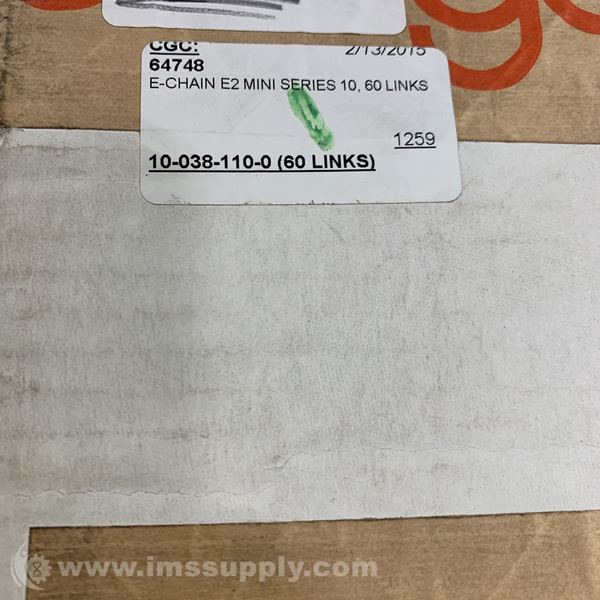 CGC: 2/13/2015
64748
E-CHAIN E2 MINI SERIES 10, 60 LINKS
1259
10-038-110-0 (60 LINKS)
www.imssupply.com